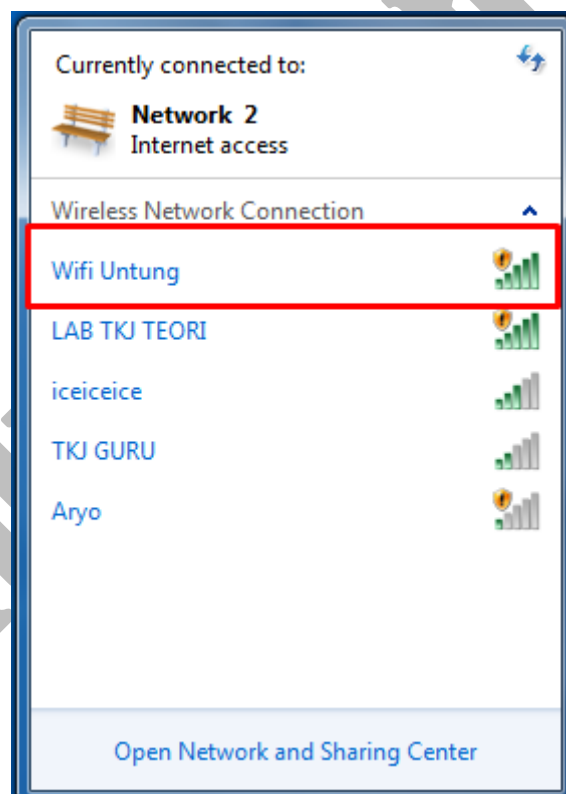 Currently connected to:
Network 2
Internet access
Wireless Network Connection
Wifi Untung
LAB TKJ TEORI
iceiceice
TKJ GURU
Aryo
Open Network and Sharing Center